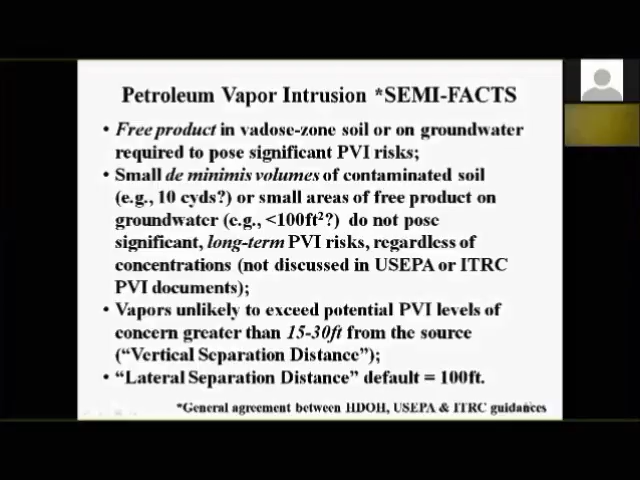 Petroleum Vapor Intrusion *SEMI-FACTS
• Free product in vadose-zone soil or on groundwater
required to pose significant PVI risks;
• Small de minimis volumes of contaminated soil
(e.g., 10 cyds?) or small areas of free product on
groundwater (e.g., <100ft²?) do not pose
significant, long-term PVI risks, regardless of
concentrations (not discussed in USEPA or ITRC
PVI documents);
• Vapors unlikely to exceed potential PVI levels of
concern greater than 15-30ft from the source
(“Vertical Separation Distance”);
• “Lateral Separation Distance” default = 100ft.
*General agreement between HDOH, USEPA & ITRC guidances